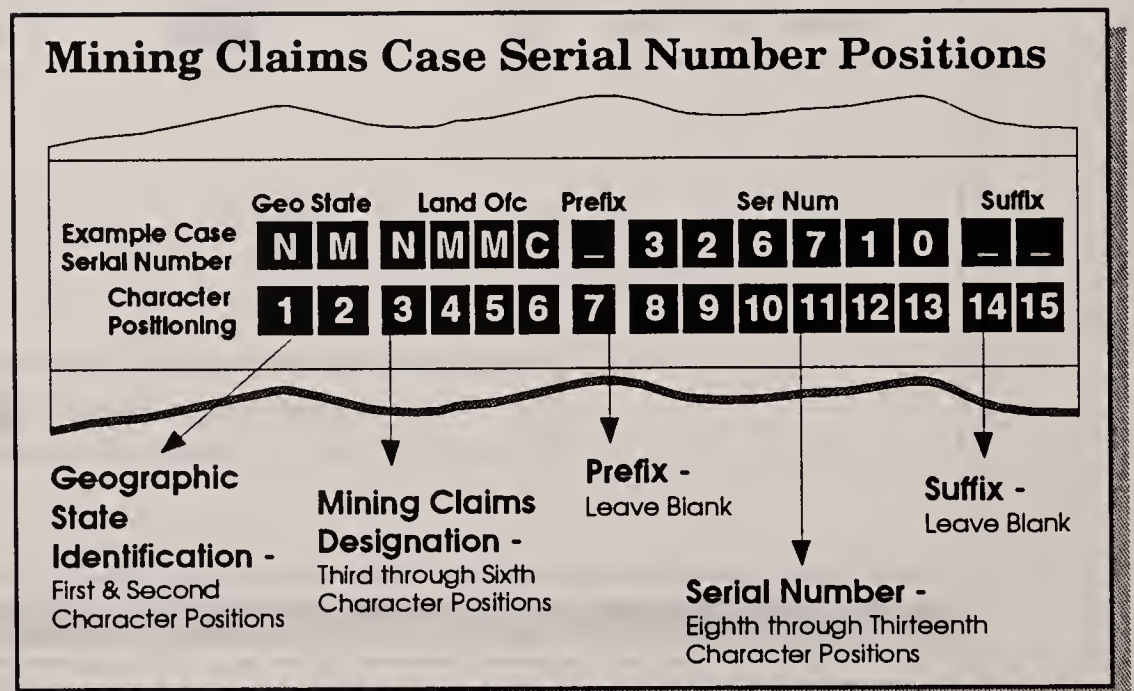 Mining Claims Case Serial Number Positions
Geo State Land Ofc Prefix Ser Num Suffix
Example Case
Serial Number
N M N M M C _ 3 2 6 7 1 0 _ _
Character
Positioning
1 2 3 4 5 6 7 8 9 10 11 12 13 14 15
Geographic
State
Identification -
First & Second
Character Positions
Mining Claims
Designation -
Third through Sixth
Character Positions
Prefix -
Leave Blank
Serial Number -
Eighth through Thirteenth
Character Positions
Suffix -
Leave Blank